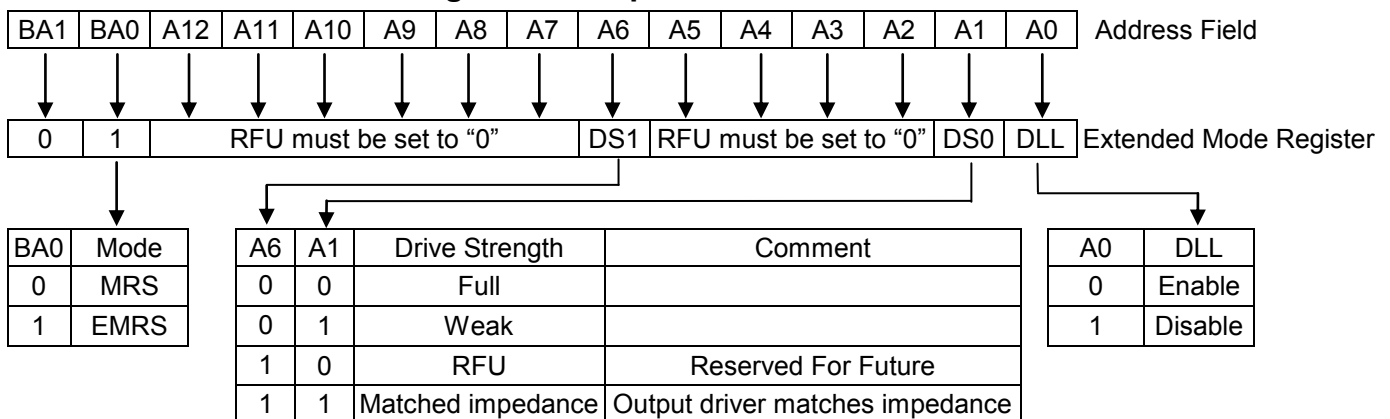 BA1 BA0 A12 A11 A10 A9 A8 A7 A6 A5 A4 A3 A2 A1 A0 Address Field
0 1 RFU must be set to “0” DS1 RFU must be set to “0” DS0 DLL Extended Mode Register
BA0 Mode
0 MRS
1 EMRS
A6 A1 Drive Strength Comment
0 0 Full
0 1 Weak
1 0 RFU Reserved For Future
1 1 Matched impedance Output driver matches impedance
A0 DLL
0 Enable
1 Disable